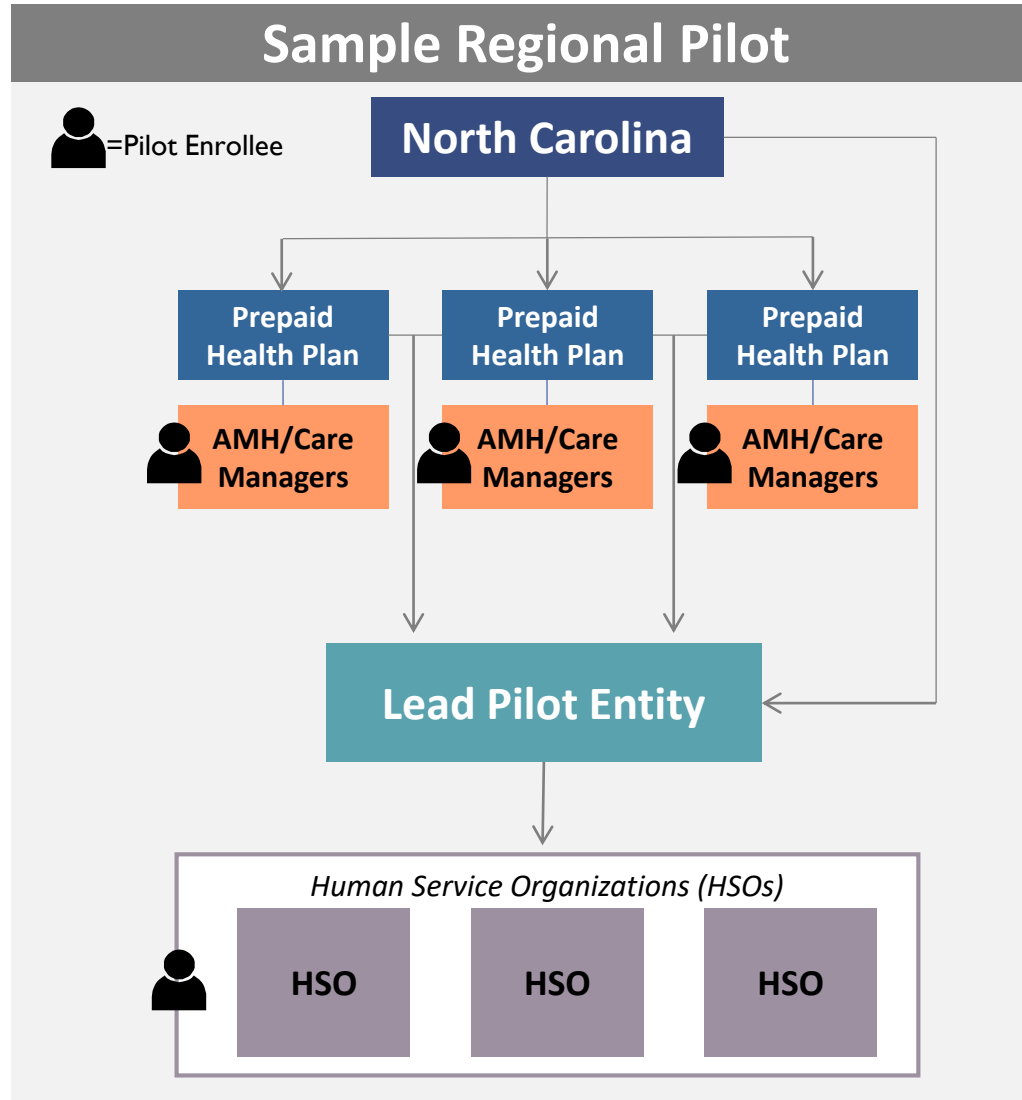 Sample Regional Pilot
=Pilot Enrollee
North Carolina
Prepaid
Health Plan
Prepaid
Health Plan
Prepaid
Health Plan
AMH/Care
Managers
AMH/Care
Managers
AMH/Care
Managers
Lead Pilot Entity
Human Service Organizations (HSOs)
HSO
HSO
HSO